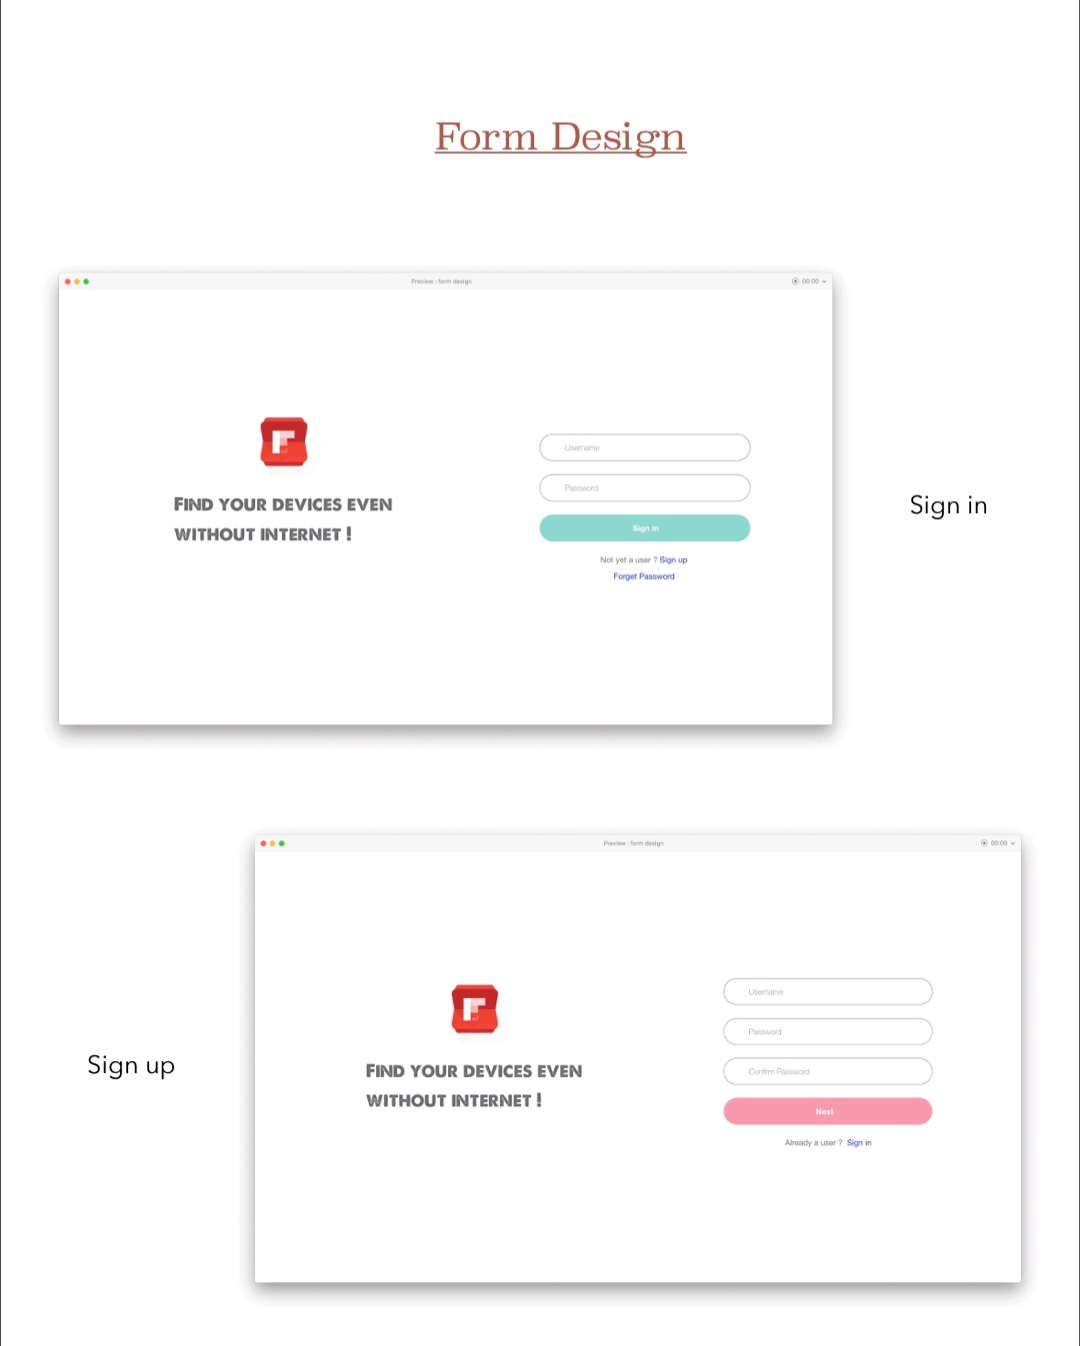 Form Design
Preview : form design
00:00
Username
Password
Sign in
Not yet a user ? Sign up
Forget Password
FIND YOUR DEVICES EVEN
WITHOUT INTERNET !
Sign in
Preview : form design
00:00
Sign up
FIND YOUR DEVICES EVEN
WITHOUT INTERNET !
Username
Password
Confirm Password
Next
Already a user ? Sign in